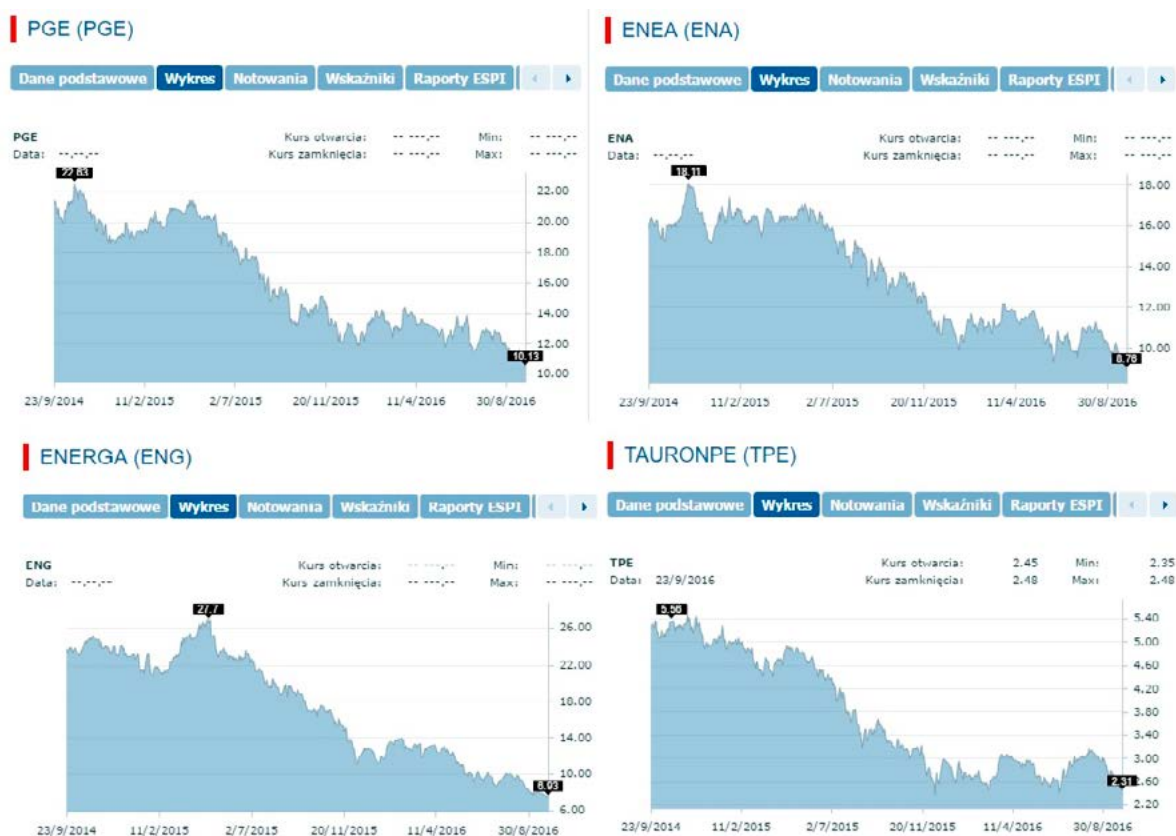 PGE (PGE)
Dane podstawowe Wykres Notowania Wskaźniki Raporty ESPI
PGE Kurs otwarcia: -- ---,-- Min: -- ---,--
Data: --,--,-- Kurs zamknięcia: -- ---,-- Max: -- ---,--
22.63
22.00
20.00
18.00
16.00
14.00
12.00
10.13
10.00
23/9/2014 11/2/2015 2/7/2015 20/11/2015 11/4/2016 30/8/2016
ENEA (ENA)
Dane podstawowe Wykres Notowania Wskaźniki Raporty ESPI
ENA Kurs otwarcia: -- ---,-- Min: -- ---,--
Data: --,--,-- Kurs zamknięcia: -- ---,-- Max: -- ---,--
18.11
18.00
16.00
14.00
12.00
10.00
23/9/2014 11/2/2015 2/7/2015 20/11/2015 11/4/2016 30/8/2016
ENERGA (ENG)
Dane podstawowe Wykres Notowania Wskaźniki Raporty ESPI
ENG Kurs otwarcia: -- ---,-- Min: -- ---,--
Data: --,--,-- Kurs zamknięcia: -- ---,-- Max: -- ---,--
27.7
26.00
22.00
18.00
14.00
10.00
6.00
23/9/2014 11/2/2015 2/7/2015 20/11/2015 11/4/2016 30/8/2016
TAURONPE (TPE)
Dane podstawowe Wykres Notowania Wskaźniki Raporty ESPI
TPE Kurs otwarcia: 2.45 Min: 2.35
Data: 23/9/2016 Kurs zamknięcia: 2.48 Max: 2.48
5.56
5.40
5.00
4.60
4.20
3.80
3.40
3.00
2.31
2.60
2.20
23/9/2014 11/2/2015 2/7/2015 20/11/2015 11/4/2016 30/8/2016